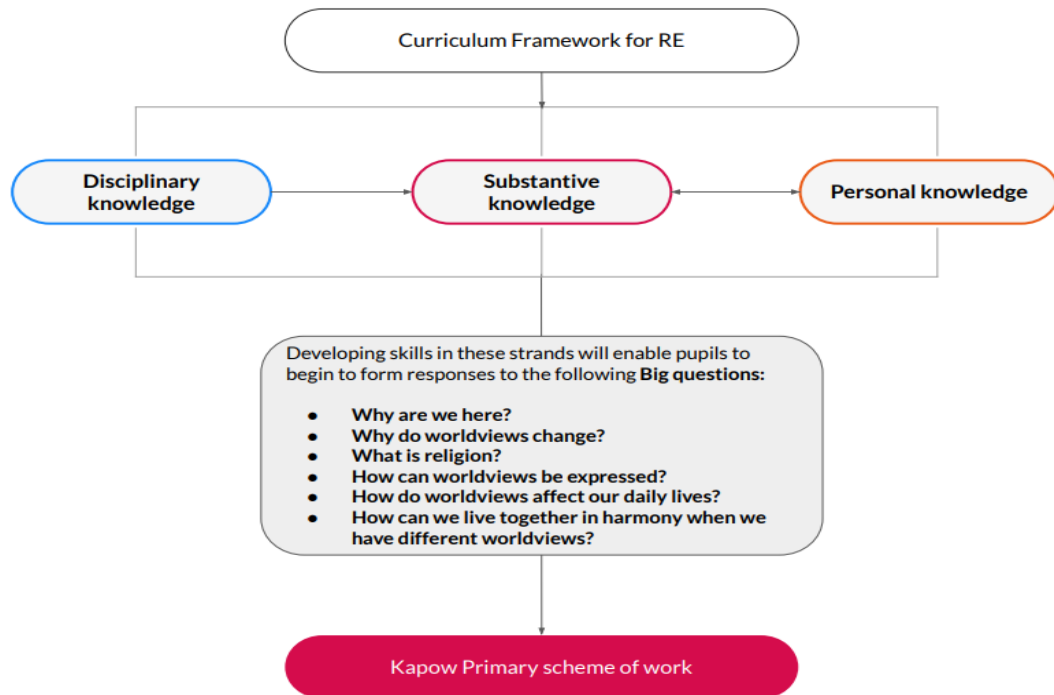 Curriculum Framework for RE
Disciplinary
knowledge
Substantive
knowledge
Personal knowledge
Developing skills in these strands will enable pupils to
begin to form responses to the following Big questions:
● Why are we here?
● Why do worldviews change?
● What is religion?
● How can worldviews be expressed?
● How do worldviews affect our daily lives?
● How can we live together in harmony when we
have different worldviews?
Kapow Primary scheme of work